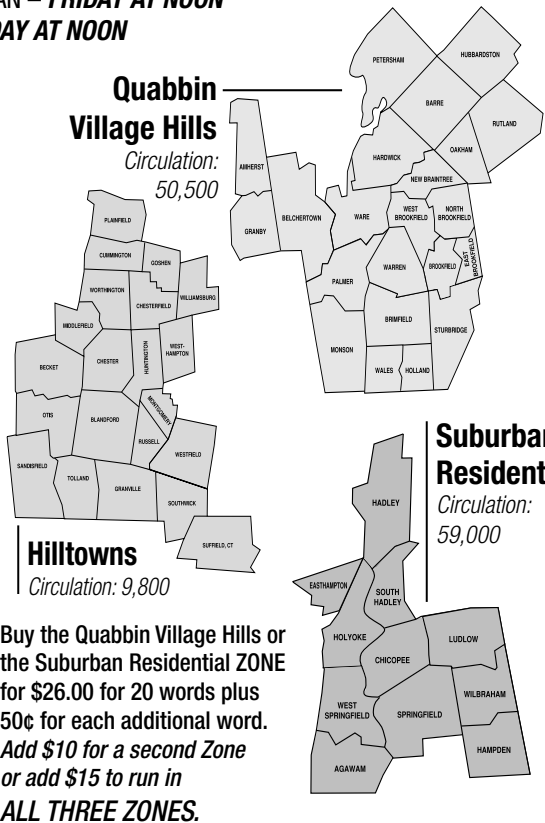 AN – FRIDAY AT NOON
DAY AT NOON
Quabbin
Village Hills
Circulation:
50,500
PETERSHAM
HUBBARDSTON
BARRE
RUTLAND
OAKHAM
HARDWICK
NEW BRAINTREE
AMHERST
GRANBY
BELCHERTOWN
WARE
WEST
BROOKFIELD
NORTH
BROOKFIELD
EAST
BROOKFIELD
BROOKFIELD
WARREN
PALMER
BRIMFIELD
STURBRIDGE
MONSON
WALES
HOLLAND
PLAINFIELD
CUMMINGTON
GOSHEN
WORTHINGTON
CHESTERFIELD
WILLIAMSBURG
MIDDLEFIELD
BECKET
CHESTER
HUNTINGTON
WEST-
HAMPTON
OTIS
BLANDFORD
MONTGOMERY
RUSSELL
WESTFIELD
SANDISFIELD
TOLLAND
GRANVILLE
SOUTHWICK
SUFFIELD, CT
Hilltowns
Circulation: 9,800
Suburban
Resident
Circulation:
59,000
HADLEY
EASTHAMPTON
SOUTH
HADLEY
HOLYOKE
CHICOPEE
LUDLOW
WEST
SPRINGFIELD
SPRINGFIELD
WILBRAHAM
HAMPDEN
AGAWAM
Buy the Quabbin Village Hills or
the Suburban Residential ZONE
for $26.00 for 20 words plus
50¢ for each additional word.
Add $10 for a second Zone
or add $15 to run in
ALL THREE ZONES.